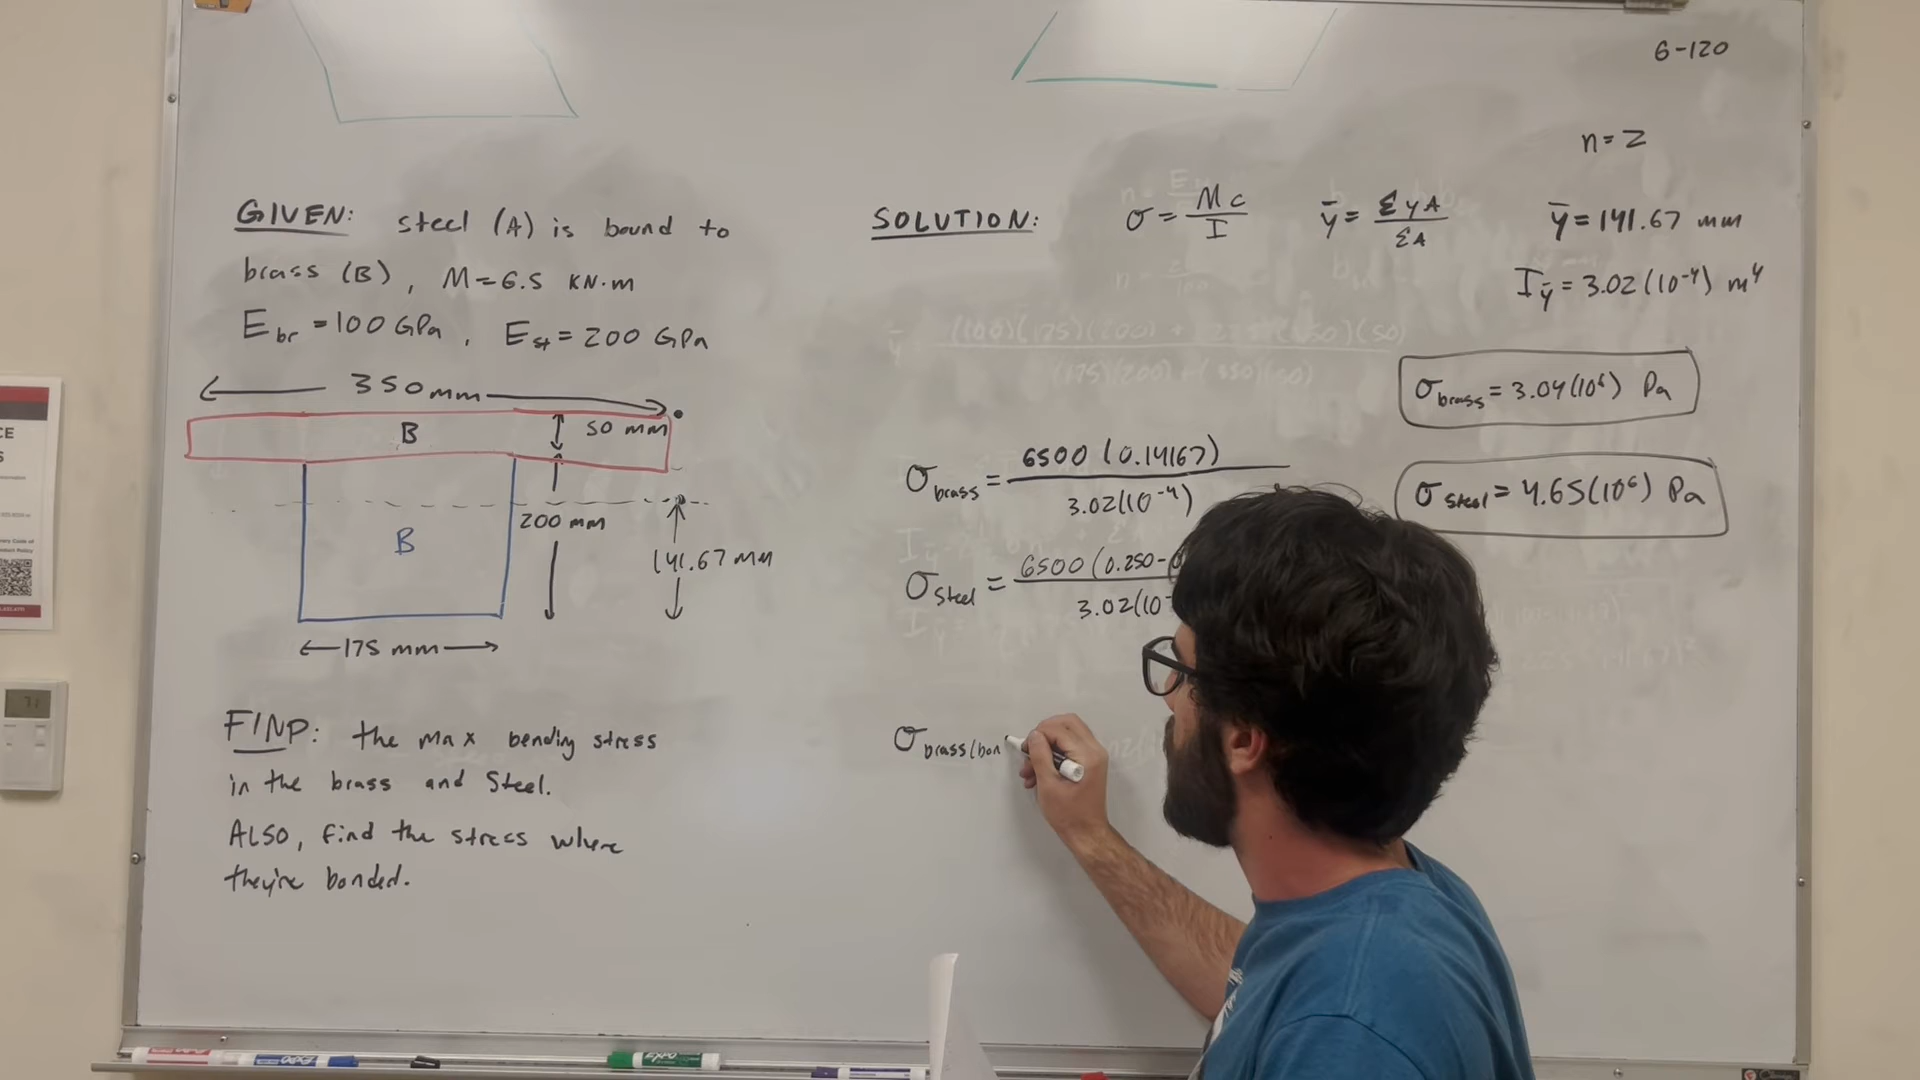 6-120
n=2
GIVEN: steel (A) is bound to
brass (B), M=6.5 KN·m
E_br = 100 GPa, E_st = 200 GPa
350 mm
B
50 mm
200 mm
B
141.67 mm
175 mm
FIND: the max bending stress
in the brass and Steel.
ALSO, find the stress where
they're bonded.
SOLUTION: σ = Mc/I ȳ = ΣyA/ΣA ȳ = 141.67 mm
I_ȳ = 3.02(10^-4) m^4
σ_brass = 3.04(10^6) Pa
σ_brass = 6500 (0.14167) / 3.02(10^-4)
σ_steel = 4.65(10^6) Pa
σ_steel = 6500 (0.250- / 3.02(10
σ_brass(bon
EXPO